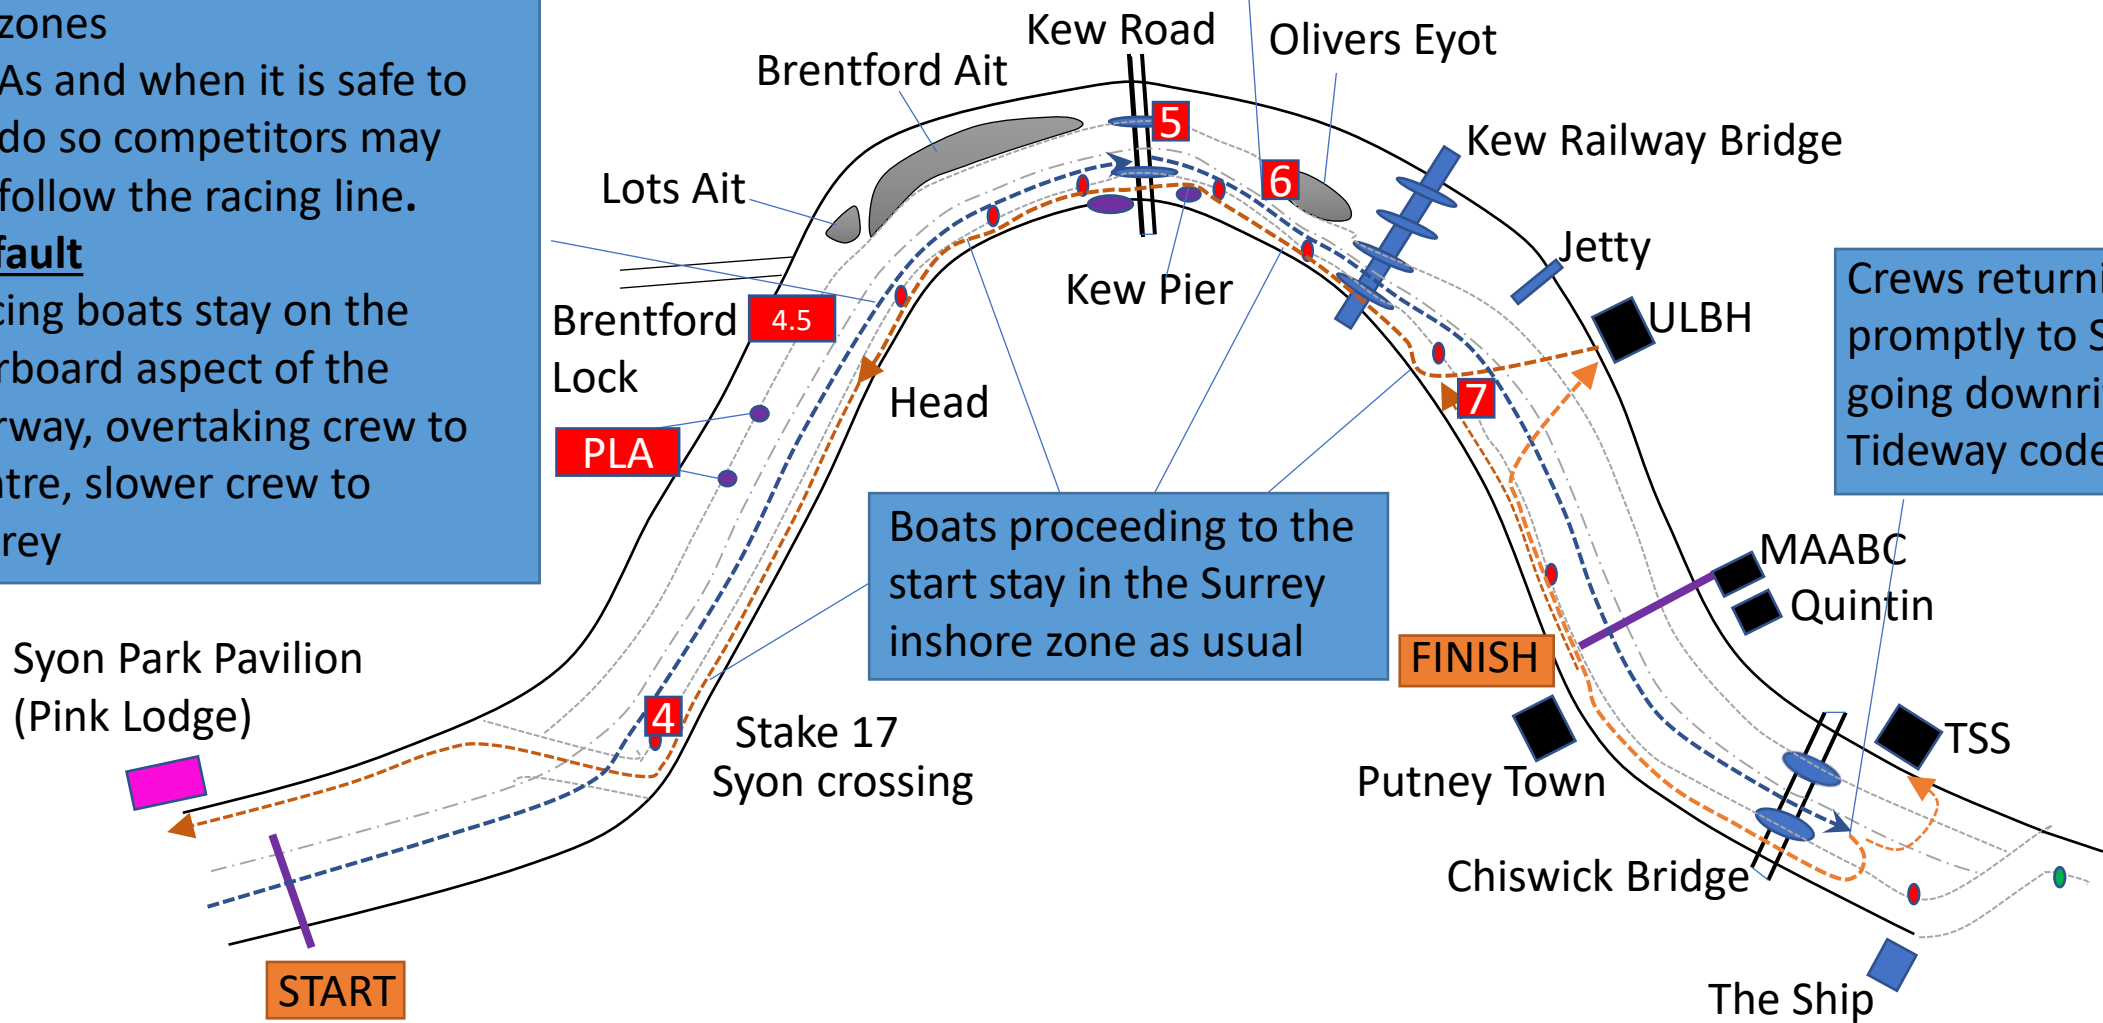 zones
As and when it is safe to
do so competitors may
follow the racing line.
fault
cing boats stay on the
rboard aspect of the
rway, overtaking crew to
ntre, slower crew to
rey
Kew Road
Olivers Eyot
Brentford Ait
5
Kew Railway Bridge
Lots Ait
6
Jetty
Kew Pier
Brentford
Lock
4.5
ULBH
Crews returni
promptly to S
going downri
Tideway code
Head
7
PLA
Boats proceeding to the
start stay in the Surrey
inshore zone as usual
MAABC
Quintin
FINISH
Syon Park Pavilion
(Pink Lodge)
4
Stake 17
Syon crossing
TSS
Putney Town
Chiswick Bridge
START
The Ship